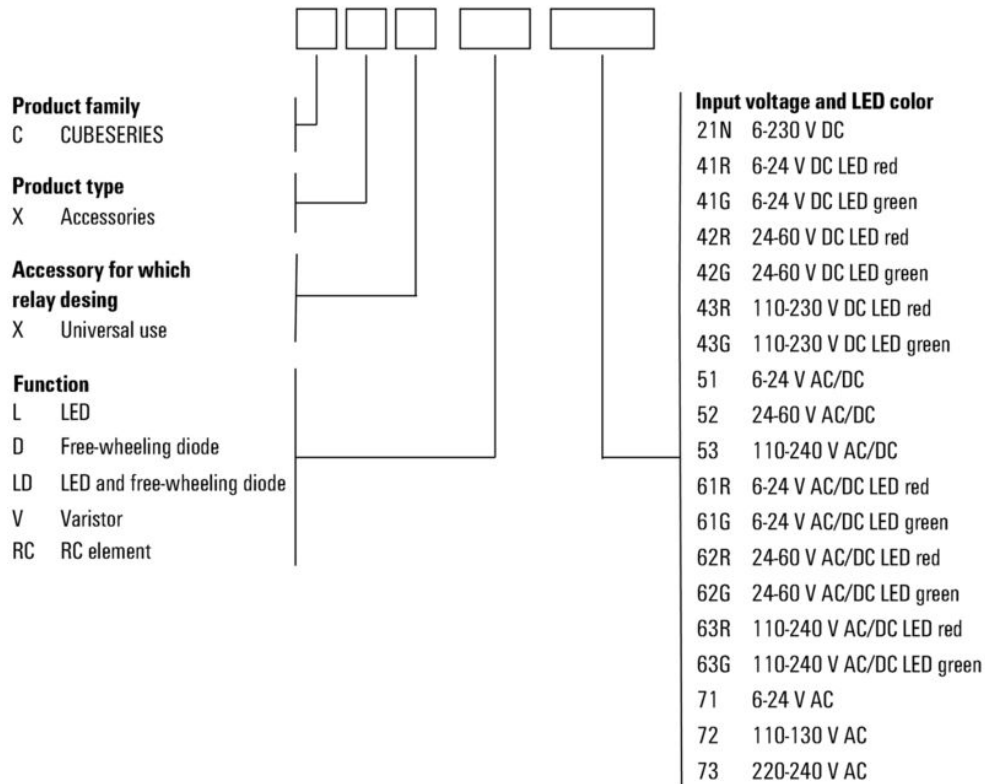 Product family
C CUBESERIES
Product type
X Accessories
Accessory for which
relay desing
X Universal use
Function
L LED
D Free-wheeling diode
LD LED and free-wheeling diode
V Varistor
RC RC element
Input voltage and LED color
21N 6-230 V DC
41R 6-24 V DC LED red
41G 6-24 V DC LED green
42R 24-60 V DC LED red
42G 24-60 V DC LED green
43R 110-230 V DC LED red
43G 110-230 V DC LED green
51 6-24 V AC/DC
52 24-60 V AC/DC
53 110-240 V AC/DC
61R 6-24 V AC/DC LED red
61G 6-24 V AC/DC LED green
62R 24-60 V AC/DC LED red
62G 24-60 V AC/DC LED green
63R 110-240 V AC/DC LED red
63G 110-240 V AC/DC LED green
71 6-24 V AC
72 110-130 V AC
73 220-240 V AC